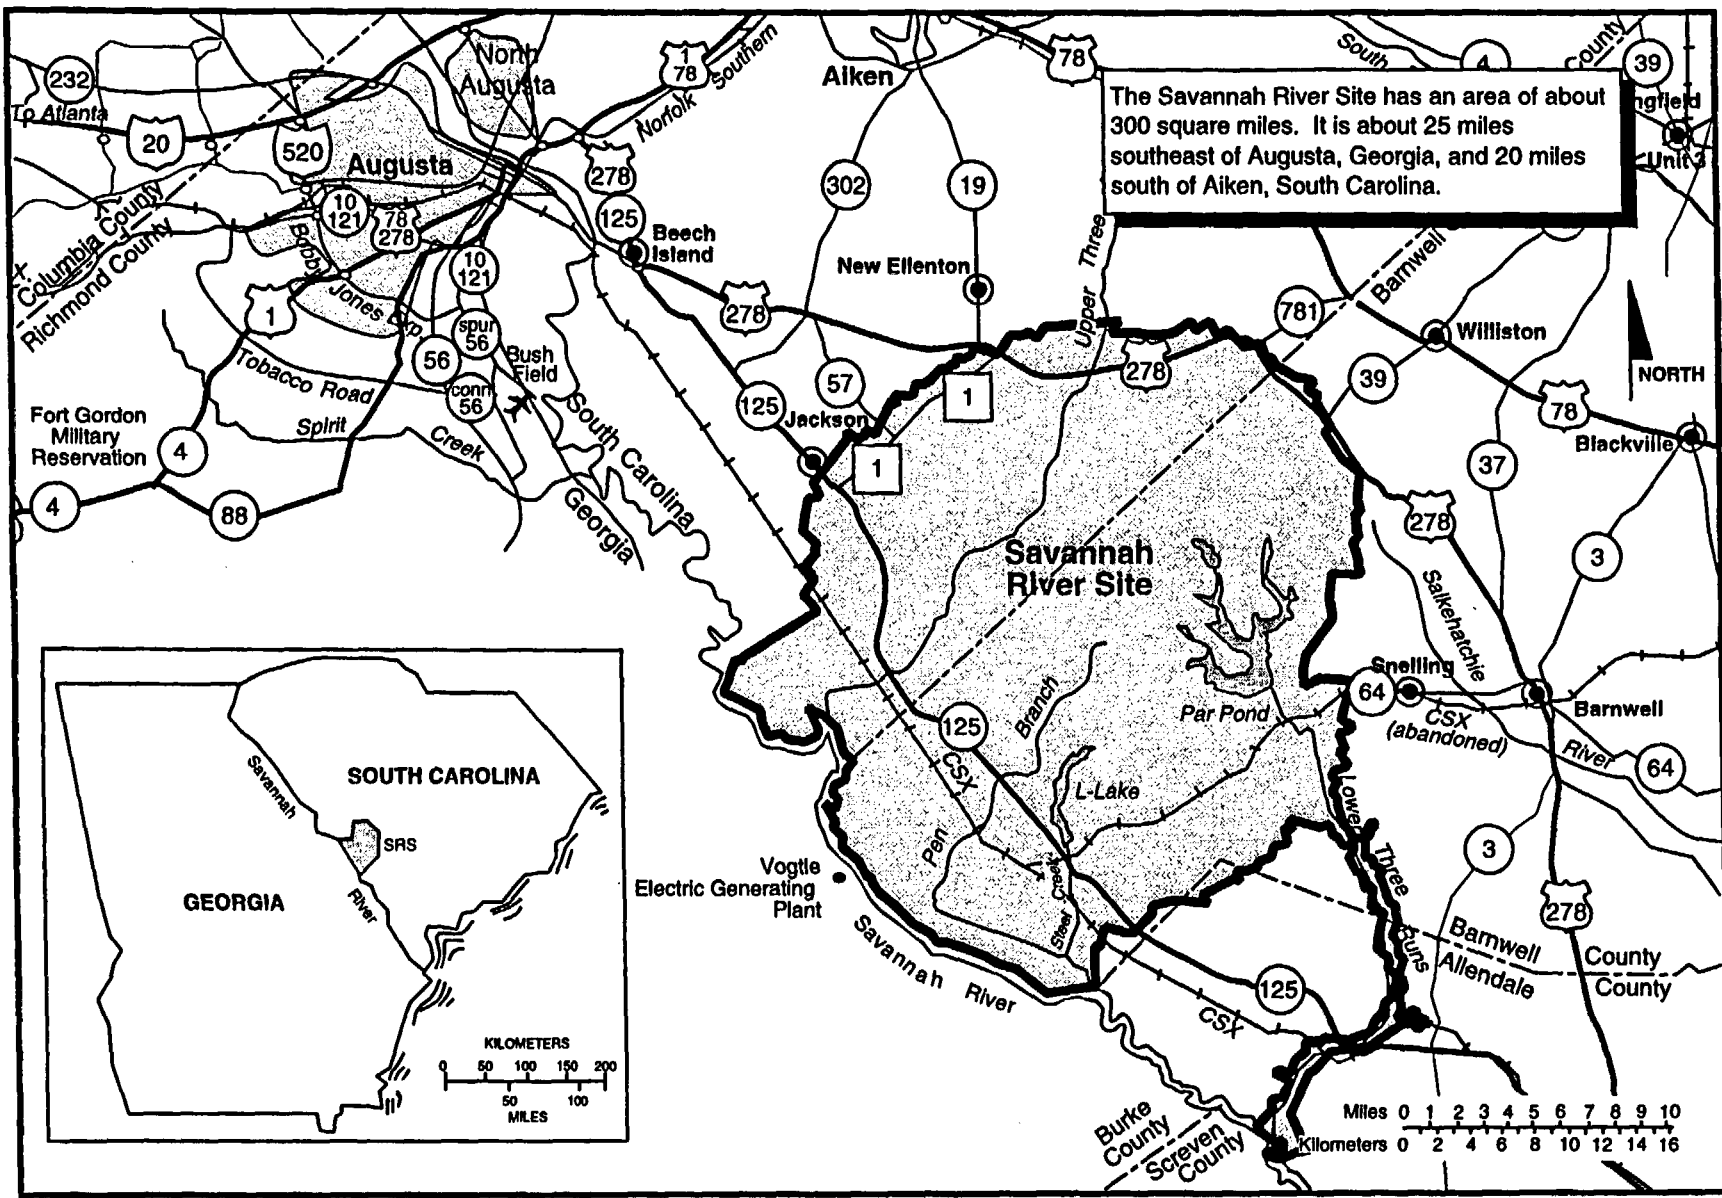 232
To Atlanta
20
520
North
Augusta
Augusta
1
78
Norfolk Southern
Aiken
78
South
4
County
39
ngfield
Unit 3
The Savannah River Site has an area of about
300 square miles. It is about 25 miles
southeast of Augusta, Georgia, and 20 miles
south of Aiken, South Carolina.
278
125
302
19
10
121
78
278
Columbia County
Richmond County
Bobby Jones Exp.
10
121
Beech
Island
New Ellenton
Upper Three
Barnwell
1
278
781
Williston
spur
56
56
conn
56
Bush
Field
Tobacco Road
Spirit Creek
Fort Gordon
Military
Reservation
4
4
88
South Carolina
Georgia
125
57
Jackson
1
1
278
39
NORTH
78
Blackville
37
278
3
Savannah
River Site
Salkehatchie
River
Snelling
64
Barnwell
CSX
(abandoned)
64
Par Pond
Branch
125
CSX
L-Lake
Pen
Steel Creek
Lower Three Runs
3
278
Vogtle
Electric Generating
Plant
Savannah River
Barnwell County
Allendale County
125
CSX
Burke
County
Screven
County
SOUTH CAROLINA
Savannah
River
SRS
GEORGIA
KILOMETERS
0 50 100 150 200
50 100
MILES
Miles 0 1 2 3 4 5 6 7 8 9 10
Kilometers 0 2 4 6 8 10 12 14 16